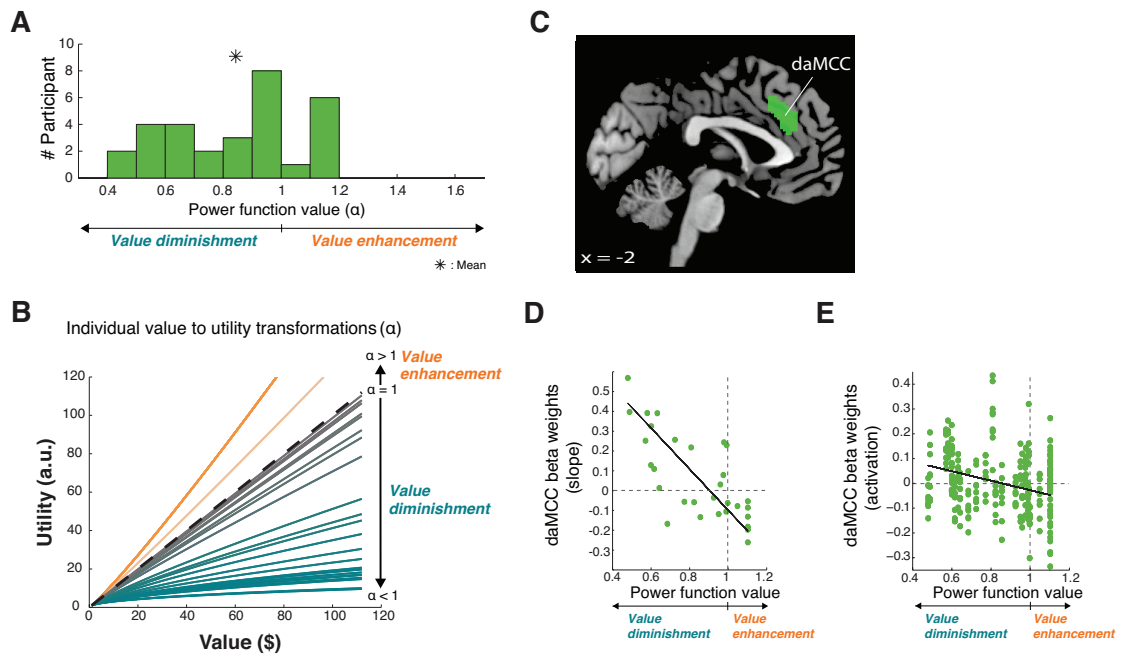 A
# Participant
10
8
6
4
2
0
0.4 0.6 0.8 1 1.2 1.4 1.6
Power function value (α)
Value diminishment Value enhancement
✳ : Mean
B
Individual value to utility transformations (α)
α > 1 Value enhancement
α = 1
Value
diminishment
α < 1
Utility (a.u.)
120
100
80
60
40
20
0
0 20 40 60 80 100 120
Value ($)
C
daMCC
x = -2
D
daMCC beta weights
(slope)
0.5
0.4
0.3
0.2
0.1
0
-0.1
-0.2
-0.3
0.4 0.6 0.8 1 1.2
Power function value
Value
diminishment
Value
enhancement
E
daMCC beta weights
(activation)
0.4
0.3
0.2
0.1
0
−0.1
−0.2
−0.3
0.4 0.6 0.8 1 1.2
Power function value
Value
diminishment
Value
enhancement